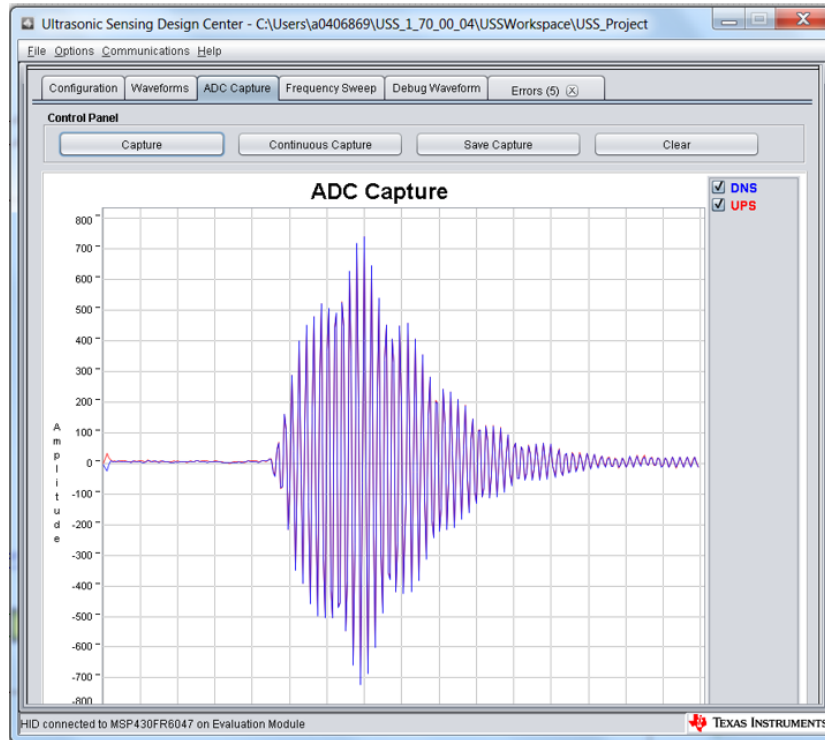 Ultrasonic Sensing Design Center - C:\Users\a0406869\USS_1_70_00_04\USSWorkspace\USS_Project
File Options Communications Help
Configuration Waveforms ADC Capture Frequency Sweep Debug Waveform Errors (5)
Control Panel
Capture Continuous Capture Save Capture Clear
ADC Capture
DNS
UPS
800
700
600
500
400
300
200
100
0
-100
-200
-300
-400
-500
-600
-700
-800
Amplitude
HID connected to MSP430FR6047 on Evaluation Module
TEXAS INSTRUMENTS